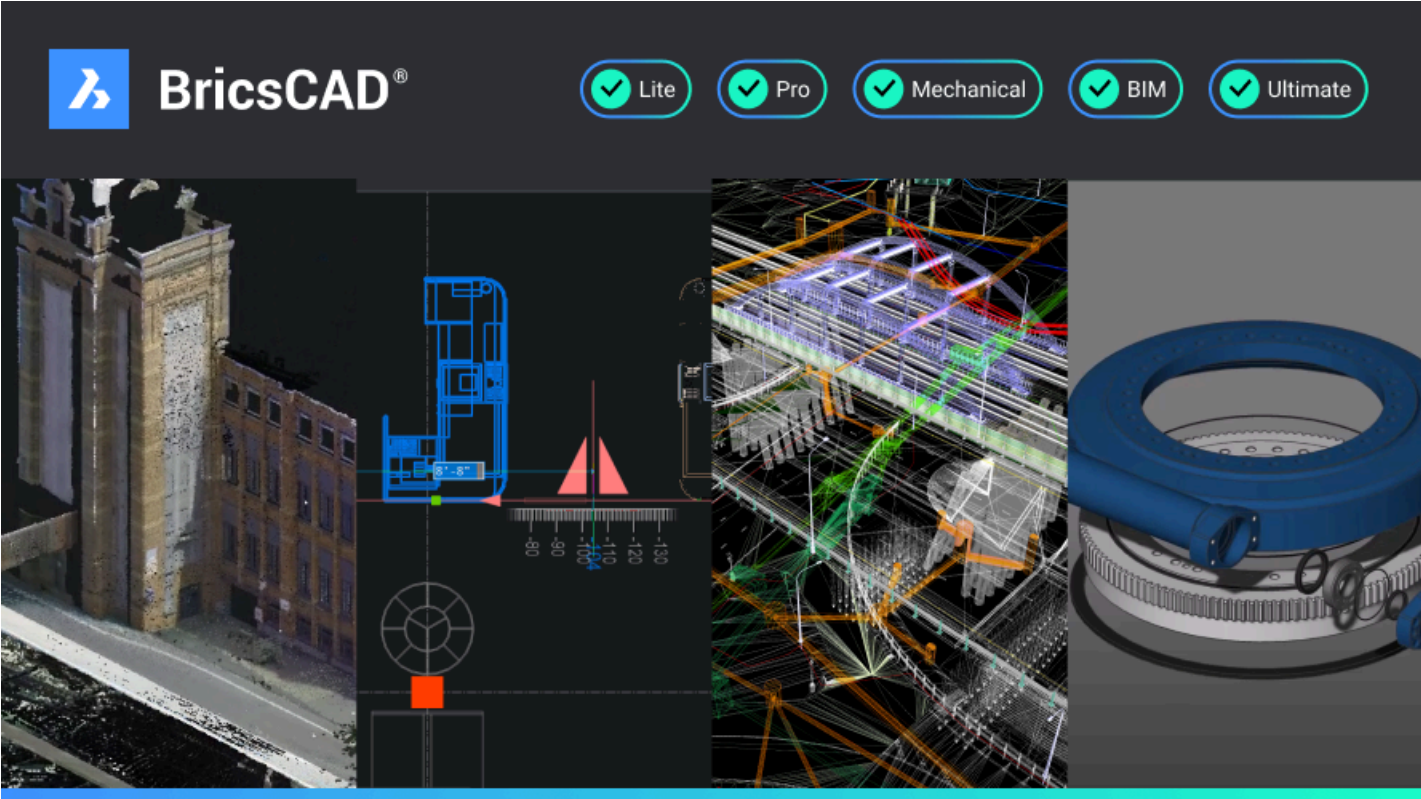 BricsCAD®
Lite
Pro
Mechanical
BIM
Ultimate
8'-8"
-80
-90
-100
-110
-120
-130